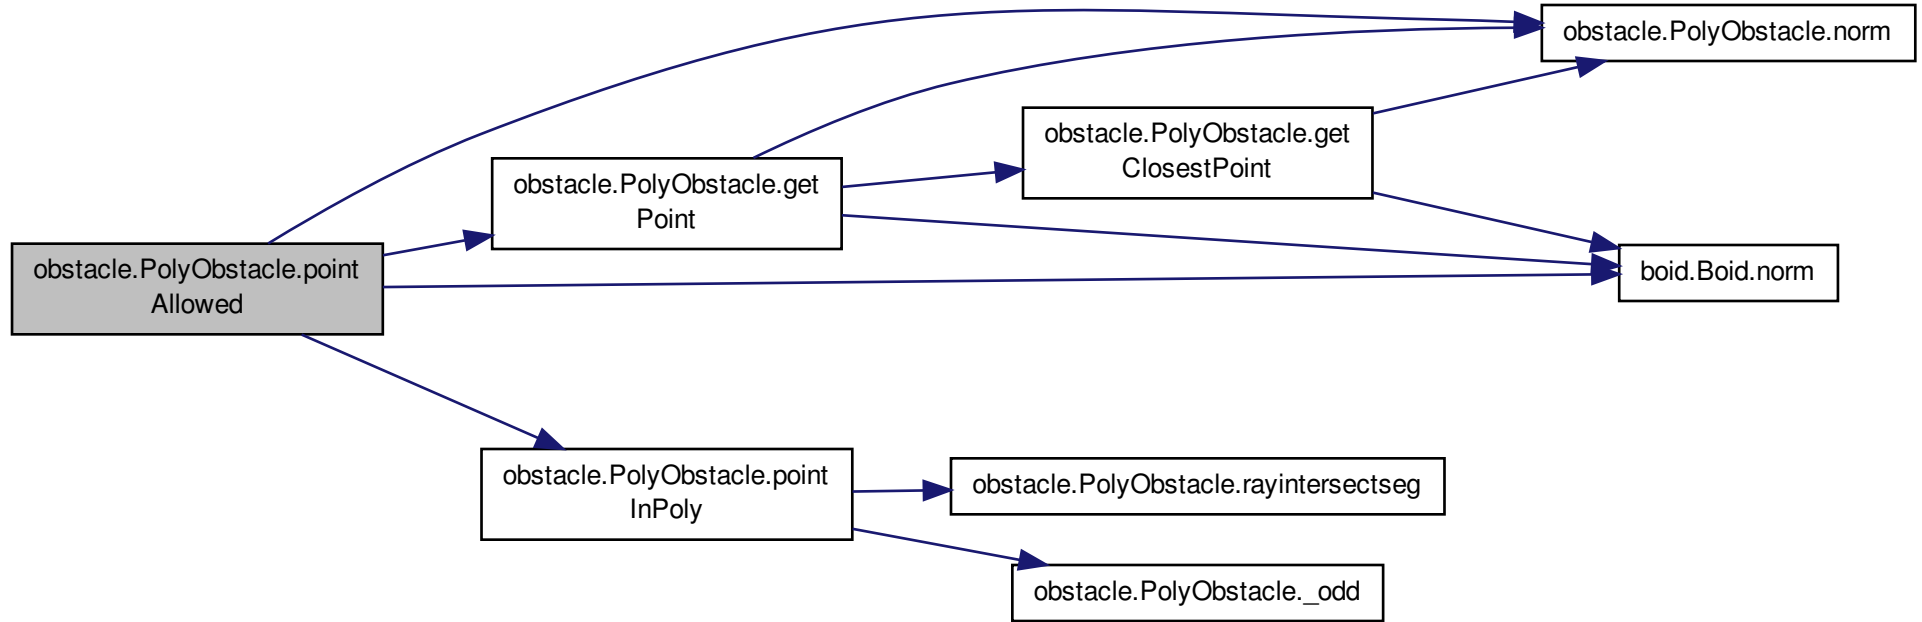 obstacle.PolyObstacle.norm
obstacle.PolyObstacle.get
ClosestPoint
obstacle.PolyObstacle.get
Point
obstacle.PolyObstacle.point
Allowed
boid.Boid.norm
obstacle.PolyObstacle.point
InPoly
obstacle.PolyObstacle.rayintersectseg
obstacle.PolyObstacle._odd